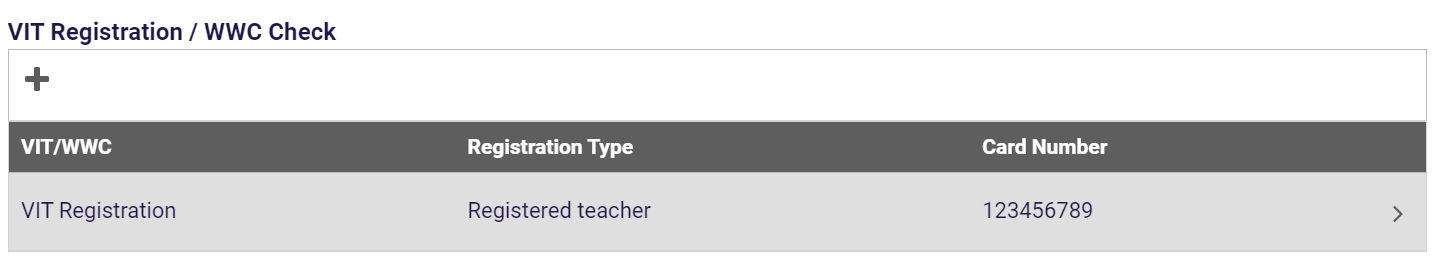 VIT Registration / WWC Check
VIT/WWC Registration Type Card Number
VIT Registration Registered teacher 123456789